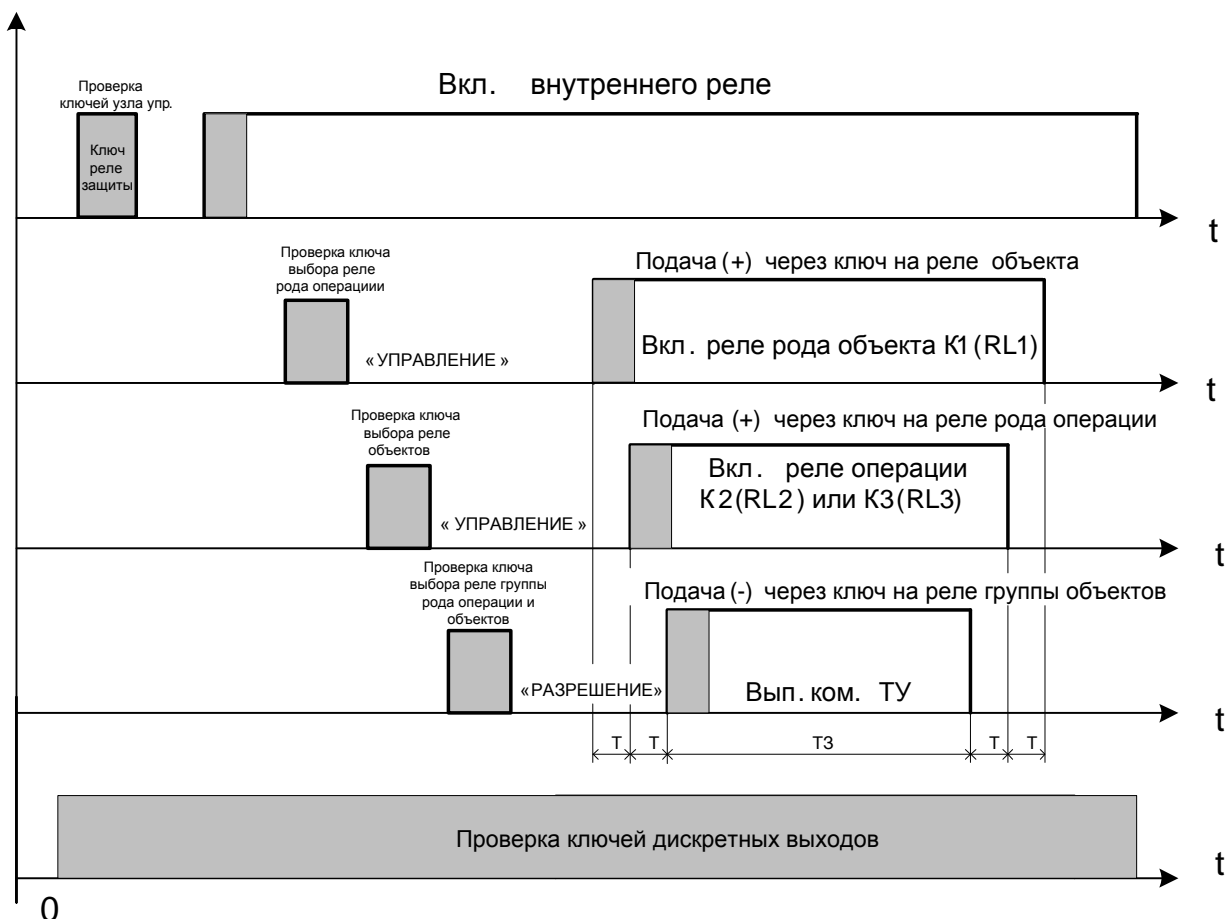 Проверка
ключей узла упр.
Вкл. внутреннего реле
Ключ
реле
защиты
t
Проверка ключа
выбора реле
рода операциии
Подача (+) через ключ на реле объекта
«УПРАВЛЕНИЕ»
Вкл. реле рода объекта К1(RL1)
t
Проверка ключа
выбора реле
объектов
Подача (+) через ключ на реле рода операции
Вкл. реле операции
К2(RL2) или К3(RL3)
« УПРАВЛЕНИЕ »
t
Проверка ключа
выбора реле группы
рода операции и
объектов
Подача (-) через ключ на реле группы объектов
«РАЗРЕШЕНИЕ»
Вып. ком. ТУ
t
Т Т ТЗ Т Т
Проверка ключей дискретных выходов
t
0